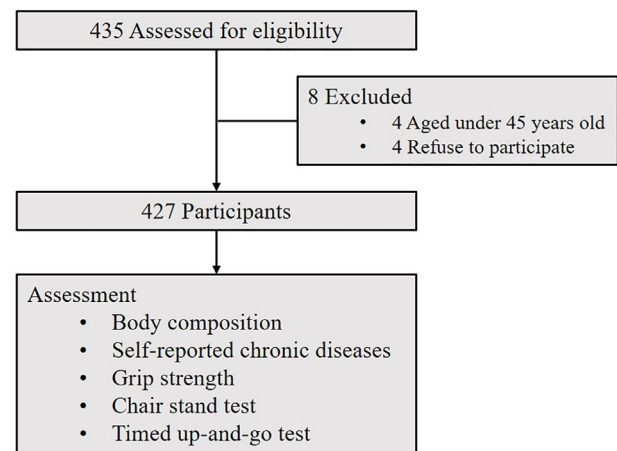 435 Assessed for eligibility
8 Excluded
• 4 Aged under 45 years old
• 4 Refuse to participate
427 Participants
Assessment
• Body composition
• Self-reported chronic diseases
• Grip strength
• Chair stand test
• Timed up-and-go test